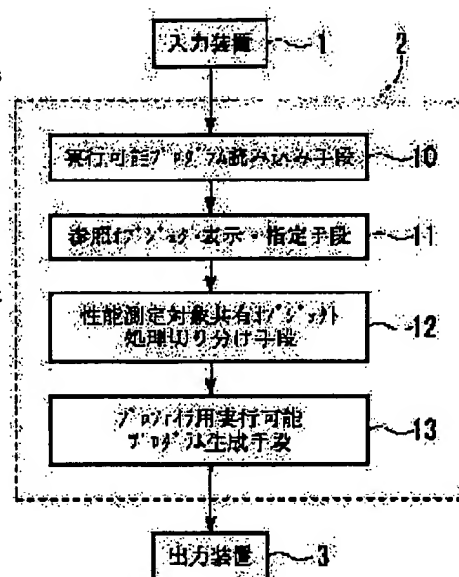 入力装置 1
2
実行可能プログラム読み込み手段 10
参照オブジェクト表示・指定手段 11
性能測定対象共有オブジェクト
処理切り分け手段 12
プロファイラ用実行可能
プログラム生成手段 13
出力装置 3